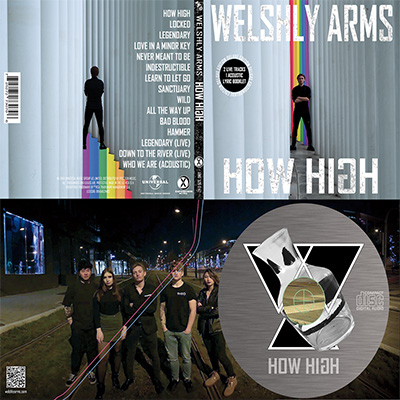 HOW HIGH
LOCKED
LEGENDARY
LOVE IN A MINOR KEY
NEVER MEANT TO BE
INDESTRUCTIBLE
LEARN TO LET GO
SANCTUARY
WILD
ALL THE WAY UP
BAD BLOOD
HAMMER
LEGENDARY (LIVE)
DOWN TO THE RIVER (LIVE)
WHO WE ARE (ACOUSTIC)
UNIVERSAL
WELSHLY ARMS HOW HIGH
WELSHLY ARMS
2 LIVE TRACKS
1 ACOUSTIC
LYRIC BOOKLET
HOW HIGH
disc
HOW HIGH